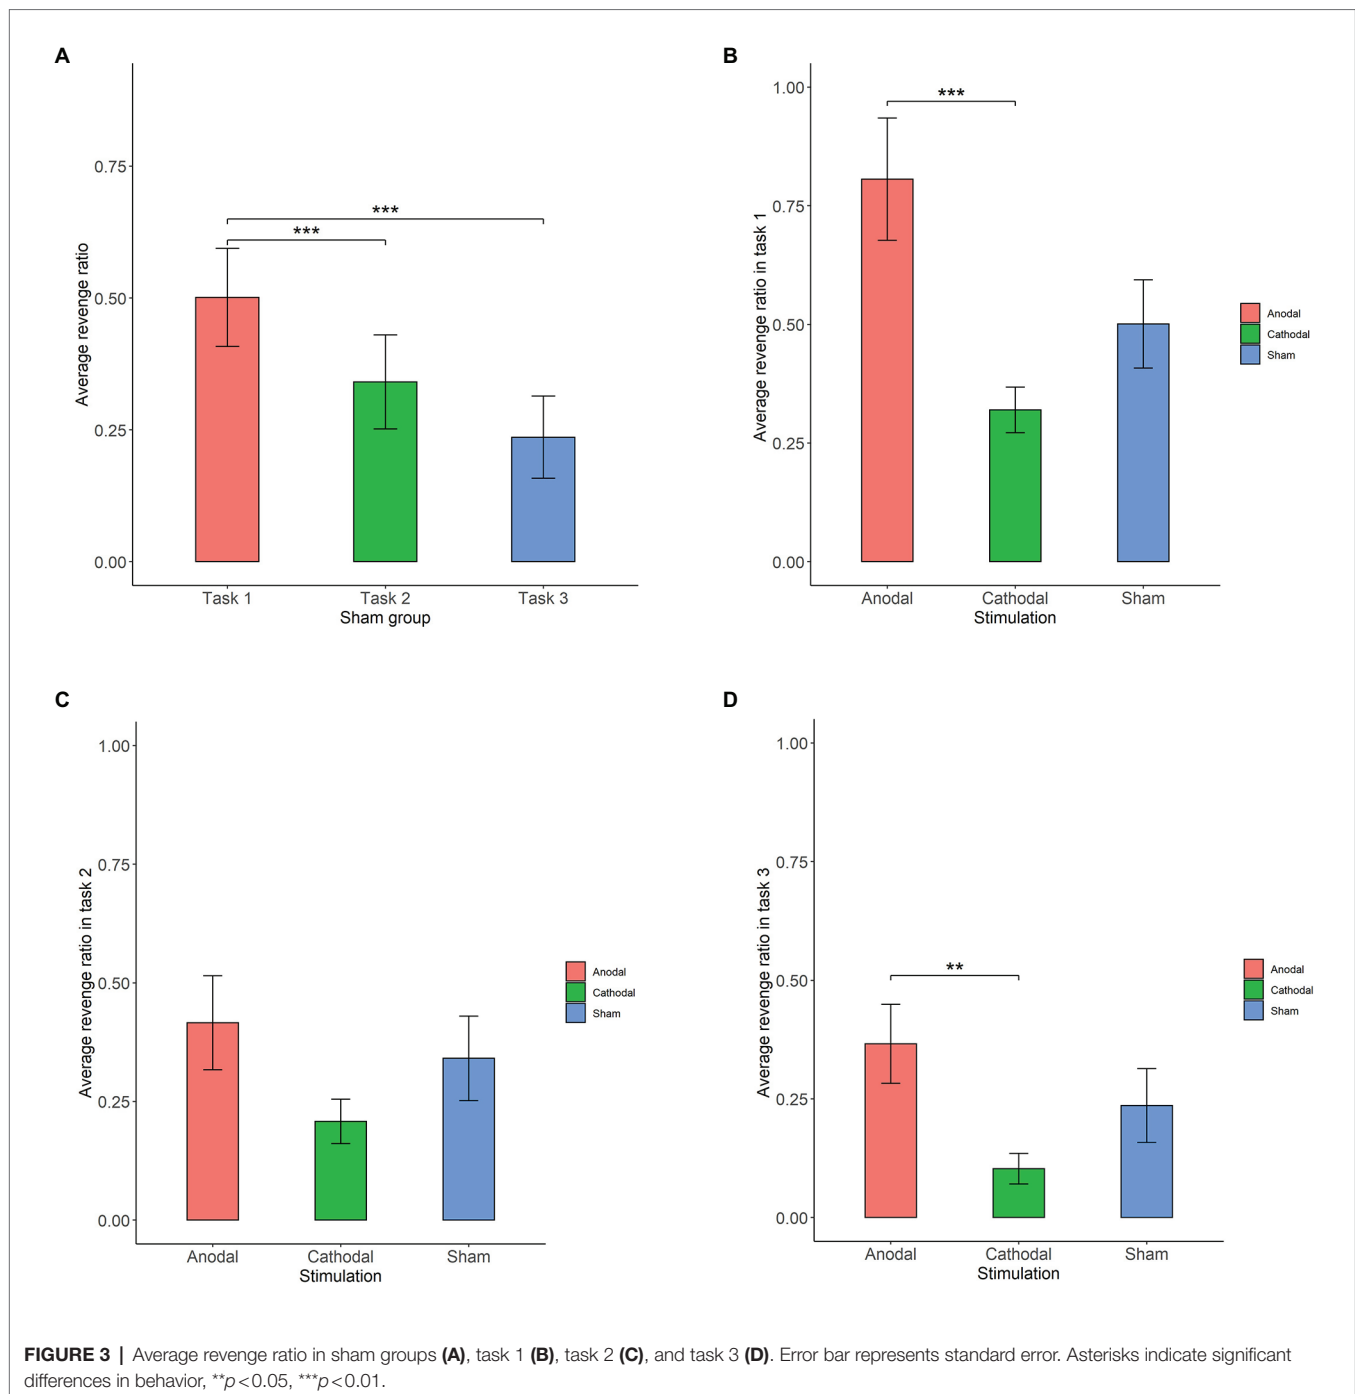 A
Average revenge ratio
0.75
0.50
0.25
0.00
***
***
Task 1 Task 2 Task 3
Sham group
B
Average revenge ratio in task 1
1.00
0.75
0.50
0.25
0.00
***
Anodal Cathodal Sham
Stimulation
Anodal
Cathodal
Sham
C
Average revenge ratio in task 2
1.00
0.75
0.50
0.25
0.00
Anodal Cathodal Sham
Stimulation
Anodal
Cathodal
Sham
D
Average revenge ratio in task 3
1.00
0.75
0.50
0.25
0.00
**
Anodal Cathodal Sham
Stimulation
Anodal
Cathodal
Sham
FIGURE 3 | Average revenge ratio in sham groups (A), task 1 (B), task 2 (C), and task 3 (D). Error bar represents standard error. Asterisks indicate significant
differences in behavior, **p<0.05, ***p<0.01.